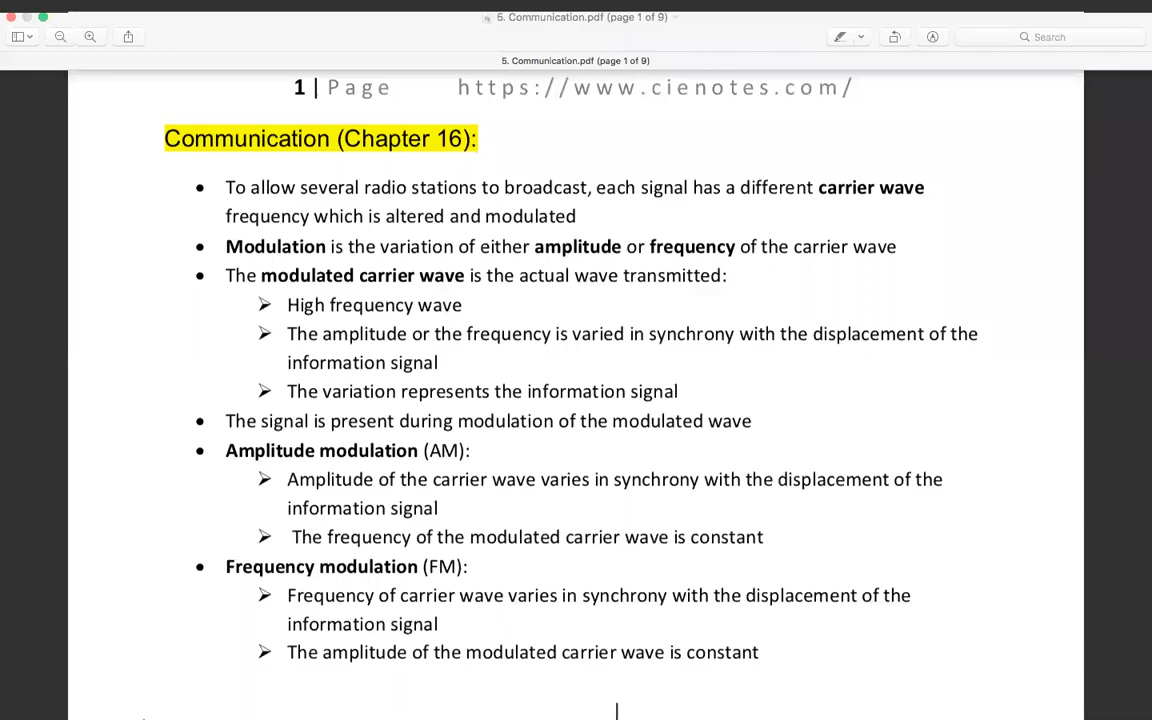 5. Communication.pdf (page 1 of 9)
Search
5. Communication.pdf (page 1 of 9)
1 | Page https://www.cienotes.com/
Communication (Chapter 16):
• To allow several radio stations to broadcast, each signal has a different carrier wave
frequency which is altered and modulated
• Modulation is the variation of either amplitude or frequency of the carrier wave
• The modulated carrier wave is the actual wave transmitted:
➢ High frequency wave
➢ The amplitude or the frequency is varied in synchrony with the displacement of the
information signal
➢ The variation represents the information signal
• The signal is present during modulation of the modulated wave
• Amplitude modulation (AM):
➢ Amplitude of the carrier wave varies in synchrony with the displacement of the
information signal
➢ The frequency of the modulated carrier wave is constant
• Frequency modulation (FM):
➢ Frequency of carrier wave varies in synchrony with the displacement of the
information signal
➢ The amplitude of the modulated carrier wave is constant